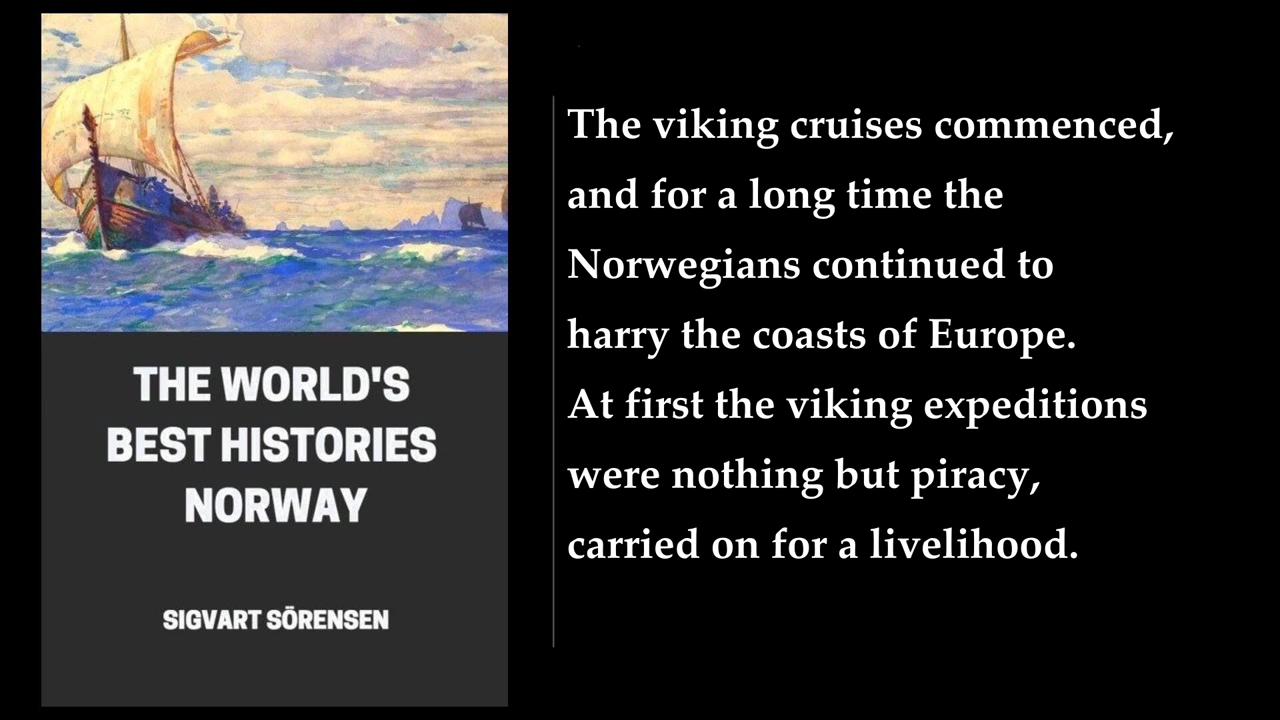 THE WORLD'S
BEST HISTORIES
NORWAY
SIGVART SÖRENSEN
The viking cruises commenced,
and for a long time the
Norwegians continued to
harry the coasts of Europe.
At first the viking expeditions
were nothing but piracy,
carried on for a livelihood.